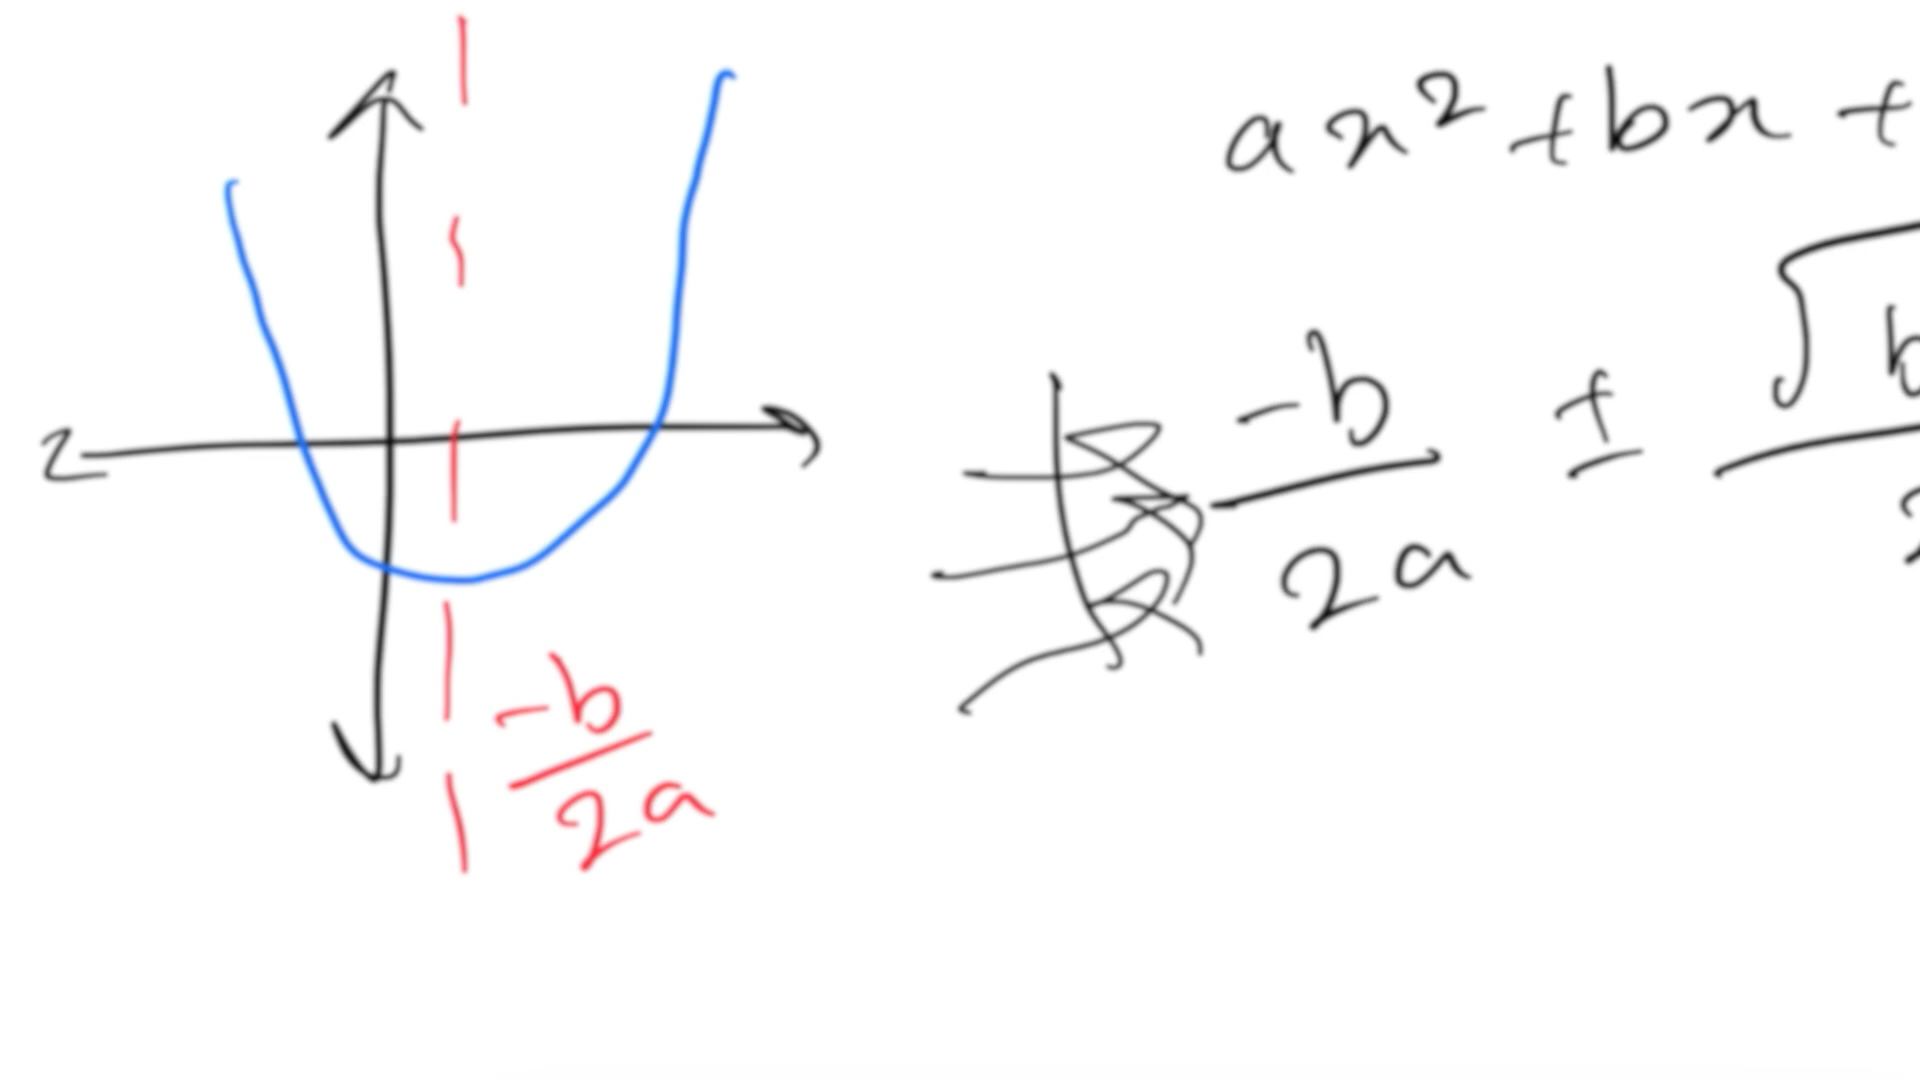 ax² + bx +
-b/2a ± √b
-b/2a